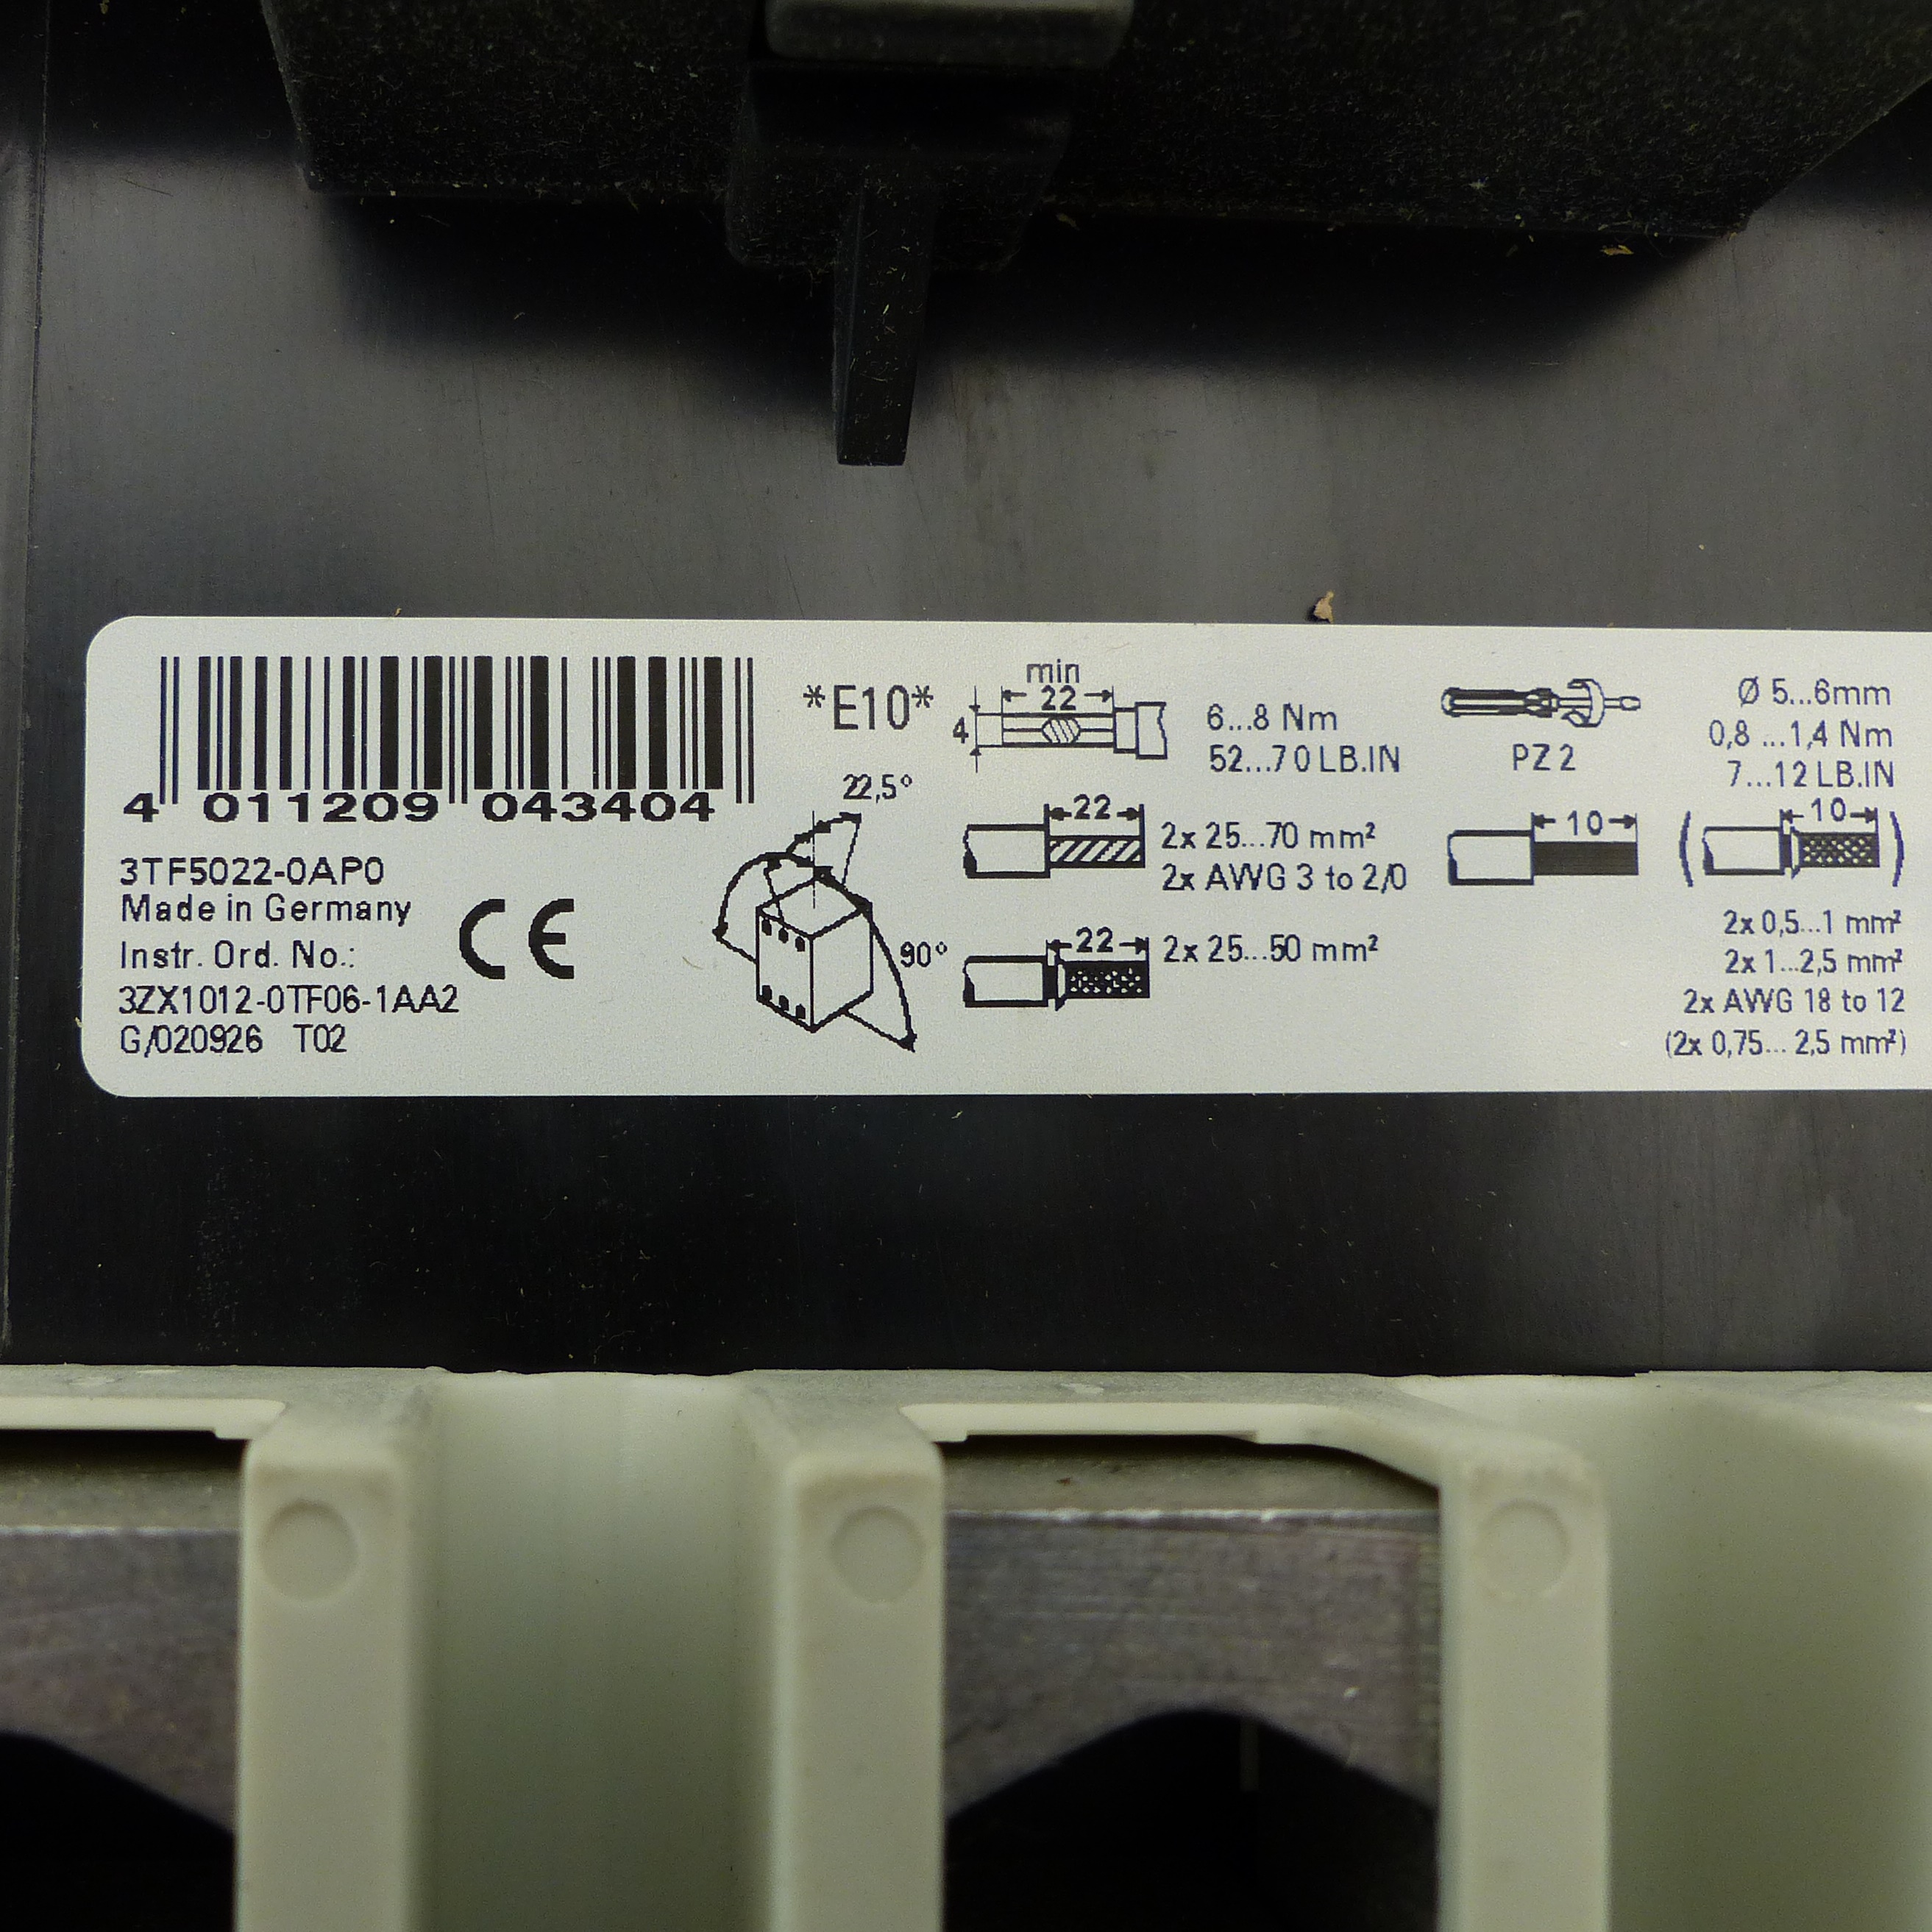 4 011209 043404
3TF5022-0AP0
Made in Germany
Instr. Ord. No.:
3ZX1012-0TF06-1AA2
G/020926 T02
CE
*E10*
22,5°
90°
min
22
4
6...8 Nm
52...70 LB.IN
22
2x 25...70 mm²
2x AWG 3 to 2/0
22
2x 25...50 mm²
PZ 2
Ø 5...6mm
0,8 ...1,4 Nm
7...12 LB.IN
10
( 10 )
2x 0,5...1 mm²
2x 1...2,5 mm²
2x AWG 18 to 12
(2x 0,75... 2,5 mm²)